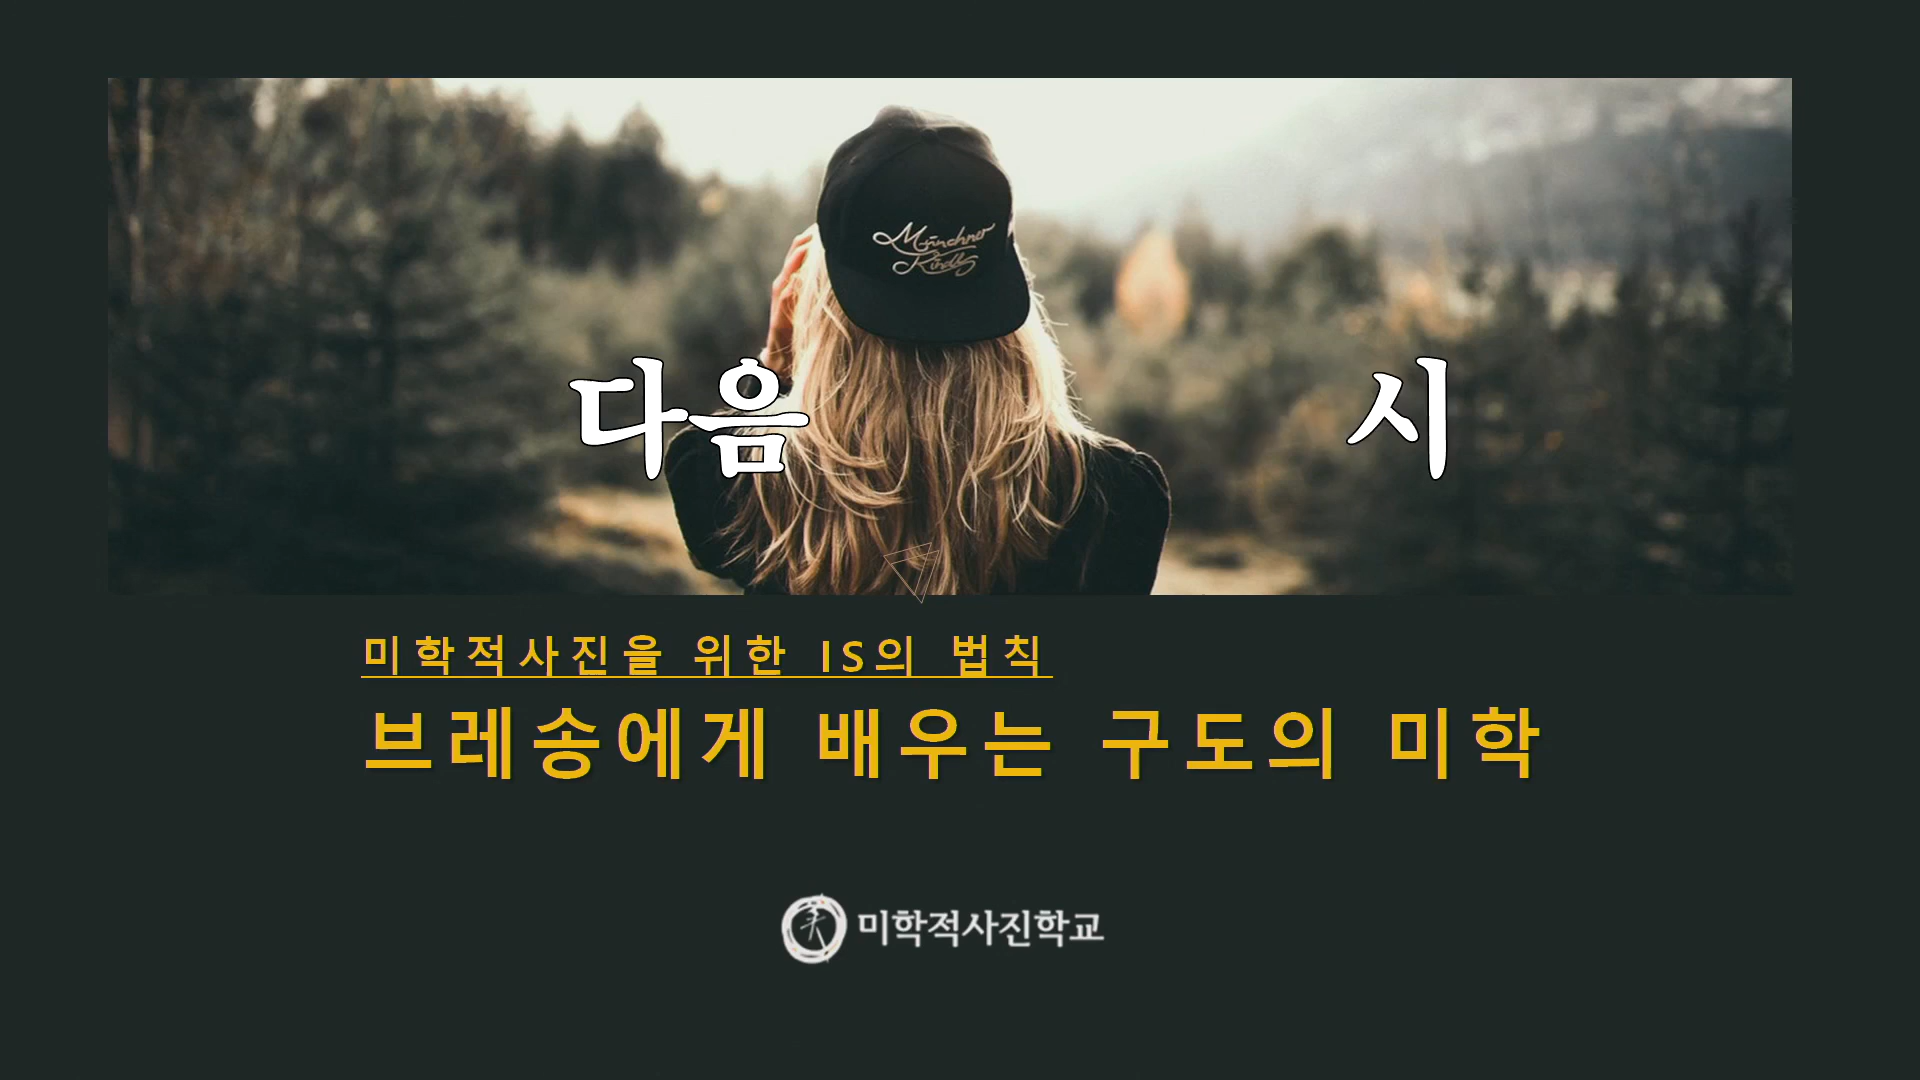 Münchner
Kindl
다음 시
미학적사진을 위한 IS의 법칙
브레송에게 배우는 구도의 미학
미학적사진학교